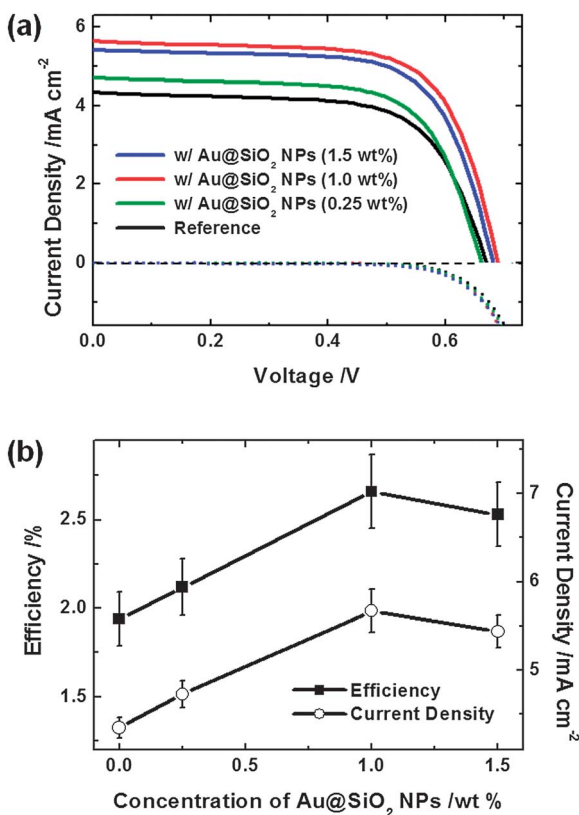 (a)
6
4
2
0
Current Density /mA cm⁻²
w/ Au@SiO₂ NPs (1.5 wt%)
w/ Au@SiO₂ NPs (1.0 wt%)
w/ Au@SiO₂ NPs (0.25 wt%)
Reference
0.0 0.2 0.4 0.6
Voltage /V
(b)
2.5
2.0
1.5
Efficiency /%
7
6
5
Current Density /mA cm⁻²
Efficiency
Current Density
0.0 0.5 1.0 1.5
Concentration of Au@SiO₂ NPs /wt %